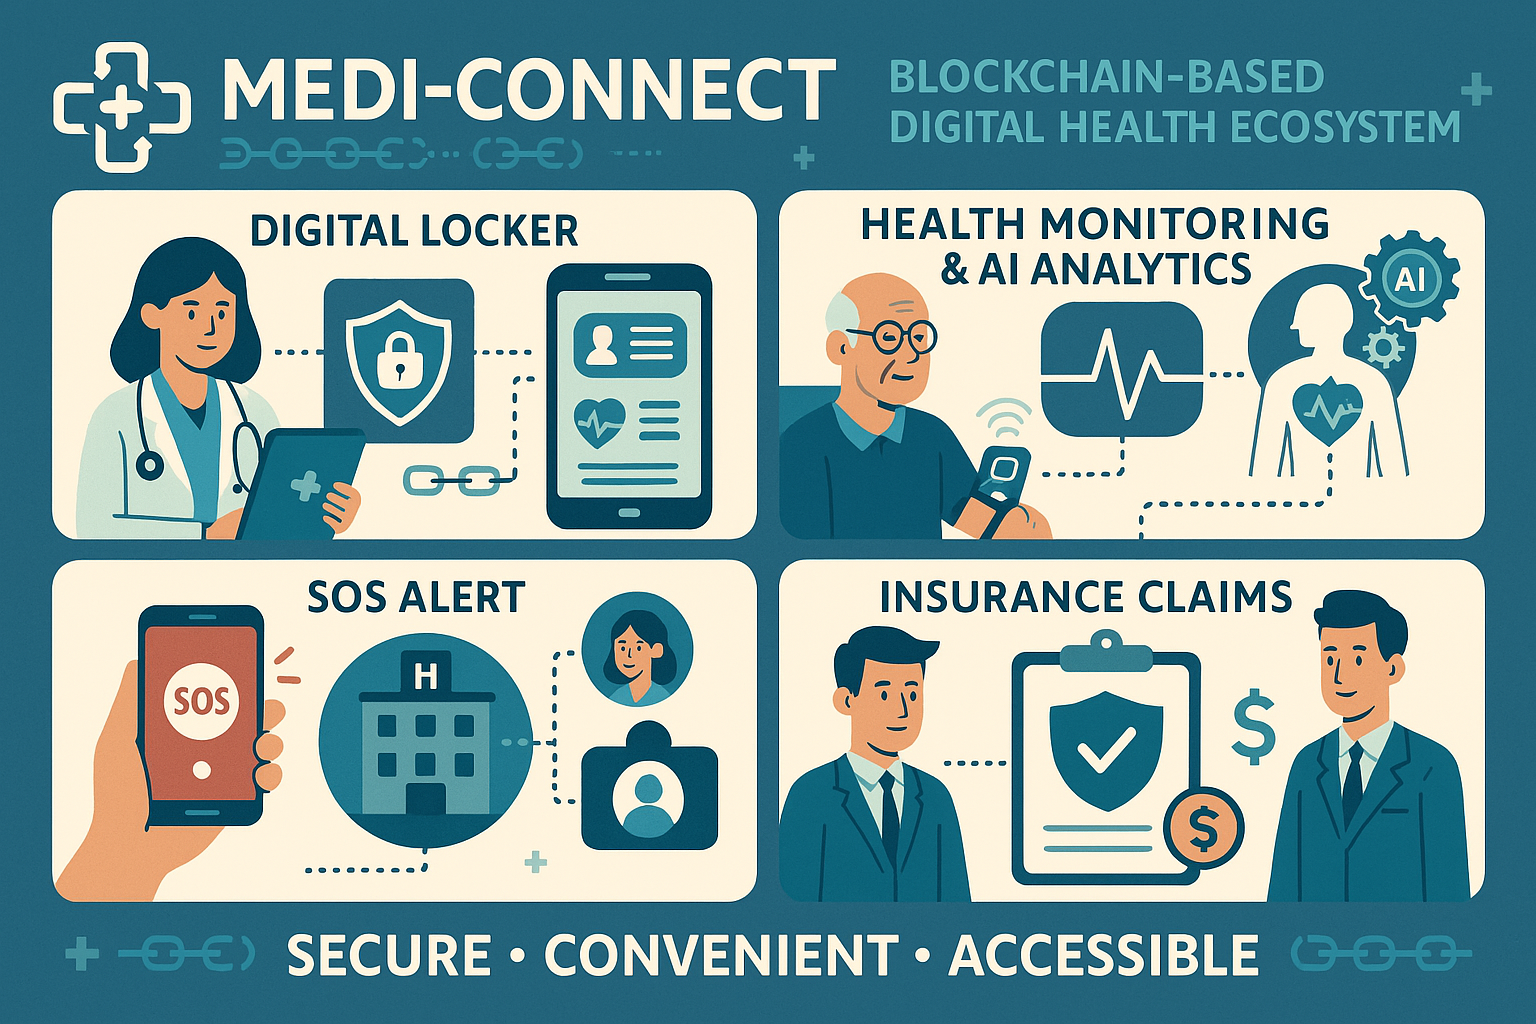 MEDI-CONNECT
BLOCKCHAIN-BASED
DIGITAL HEALTH ECOSYSTEM
DIGITAL LOCKER
HEALTH MONITORING
& AI ANALYTICS
AI
SOS ALERT
SOS
H
INSURANCE CLAIMS
$
$
SECURE • CONVENIENT • ACCESSIBLE